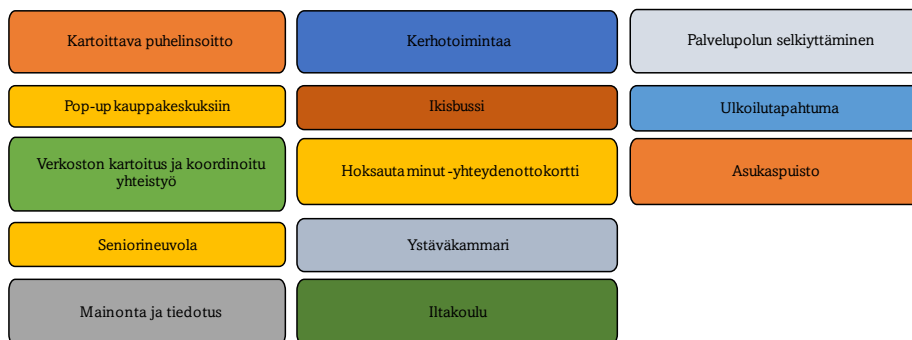 Kartoittava puhelinsoitto
Kerhotoimintaa
Palvelupolun selkiyttäminen
Pop-up kauppakeskuksiin
Ikisbussi
Ulkoilutapahtuma
Verkoston kartoitus ja koordinoitu
yhteistyö
Hoksauta minut -yhteydenottokortti
Asukaspuisto
Seniorineuvola
Ystäväkammari
Mainonta ja tiedotus
Iltakoulu